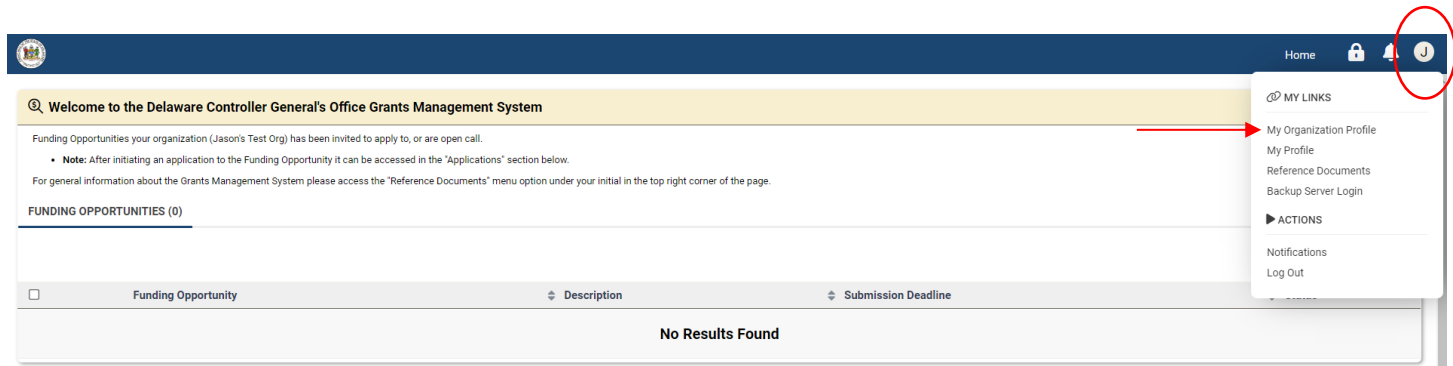 Home
J
Welcome to the Delaware Controller General's Office Grants Management System
MY LINKS
Funding Opportunities your organization (Jason's Test Org) has been invited to apply to, or are open call.
My Organization Profile
My Profile
• Note: After initiating an application to the Funding Opportunity it can be accessed in the "Applications" section below.
Reference Documents
For general information about the Grants Management System please access the "Reference Documents" menu option under your initial in the top right corner of the page.
Backup Server Login
FUNDING OPPORTUNITIES (0)
ACTIONS
Notifications
Log Out
Funding Opportunity Description Submission Deadline
No Results Found